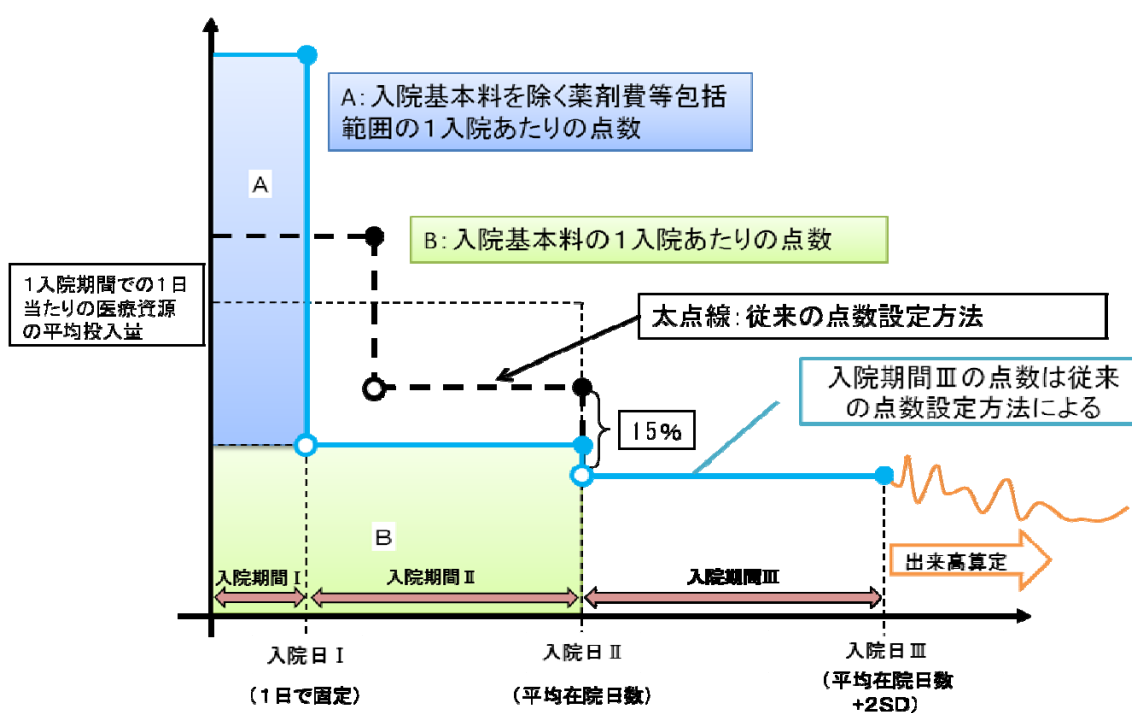 A:入院基本料を除く薬剤費等包括
範囲の1入院あたりの点数
A
B:入院基本料の1入院あたりの点数
1入院期間での1日
当たりの医療資源
の平均投入量
太点線:従来の点数設定方法
入院期間Ⅲの点数は従来
の点数設定方法による
15%
B
出来高算定
入院期間Ⅰ
入院期間Ⅱ
入院期間Ⅲ
入院日Ⅰ
(1日で固定)
入院日Ⅱ
(平均在院日数)
入院日Ⅲ
(平均在院日数
+2SD)